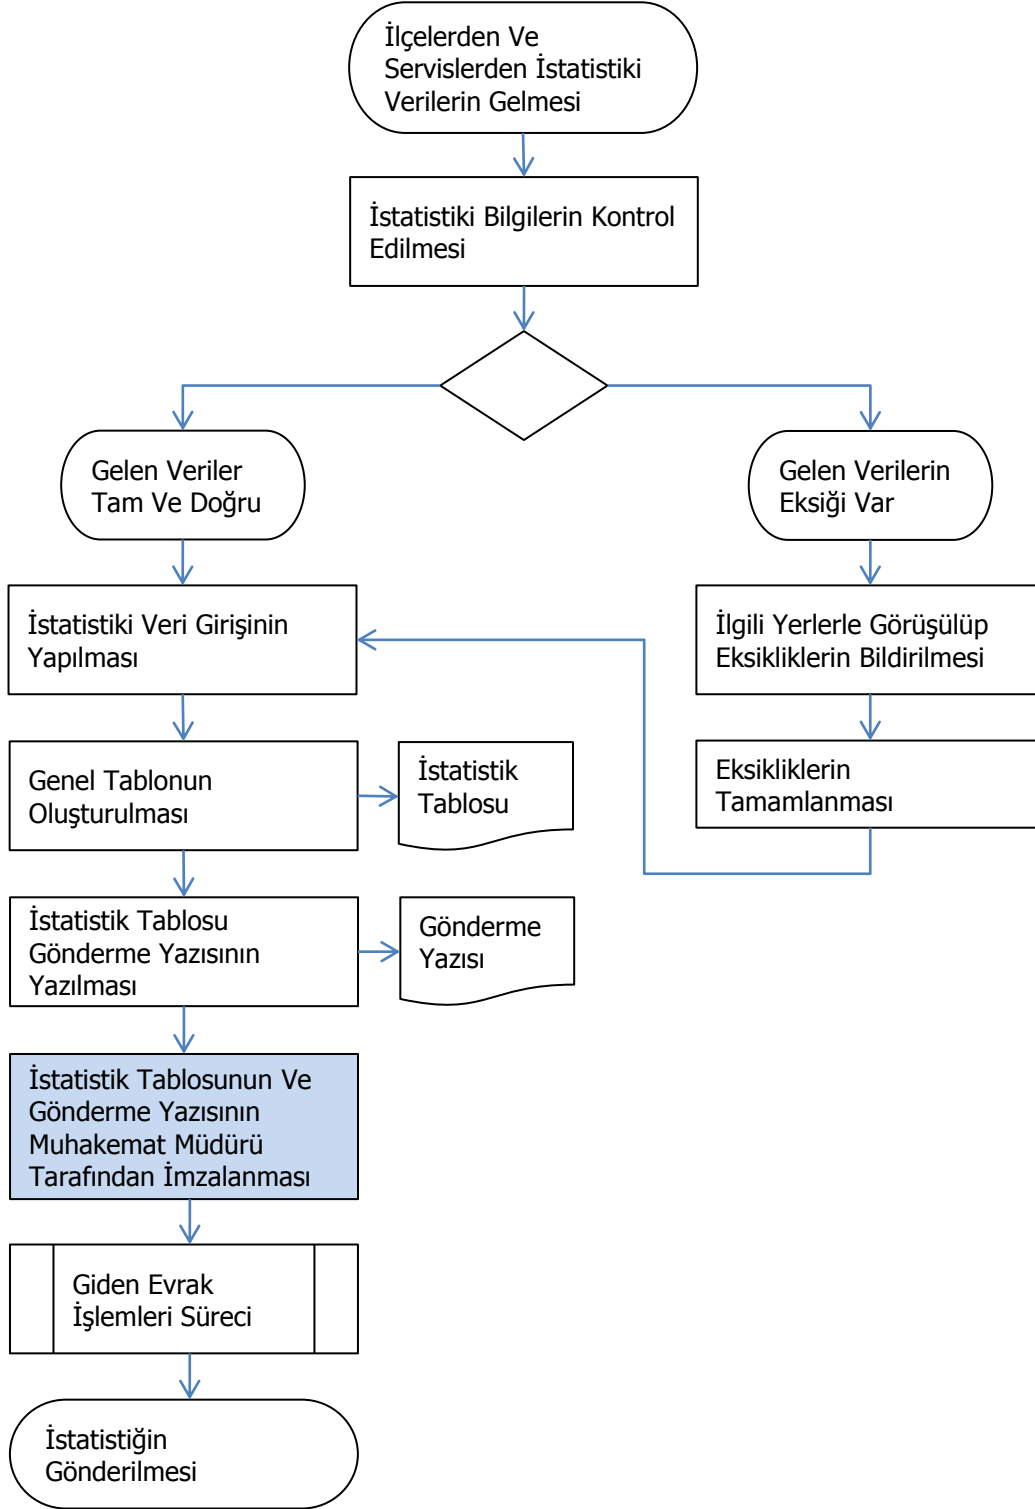 İlçelerden Ve
Servislerden İstatistiki
Verilerin Gelmesi
İstatistiki Bilgilerin Kontrol
Edilmesi
Gelen Veriler
Tam Ve Doğru
Gelen Verilerin
Eksiği Var
İstatistiki Veri Girişinin
Yapılması
İlgili Yerlerle Görüşülüp
Eksikliklerin Bildirilmesi
Genel Tablonun
Oluşturulması
İstatistik
Tablosu
Eksikliklerin
Tamamlanması
İstatistik Tablosu
Gönderme Yazısının
Yazılması
Gönderme
Yazısı
İstatistik Tablosunun Ve
Gönderme Yazısının
Muhakemat Müdürü
Tarafından İmzalanması
Giden Evrak
İşlemleri Süreci
İstatistiğin
Gönderilmesi